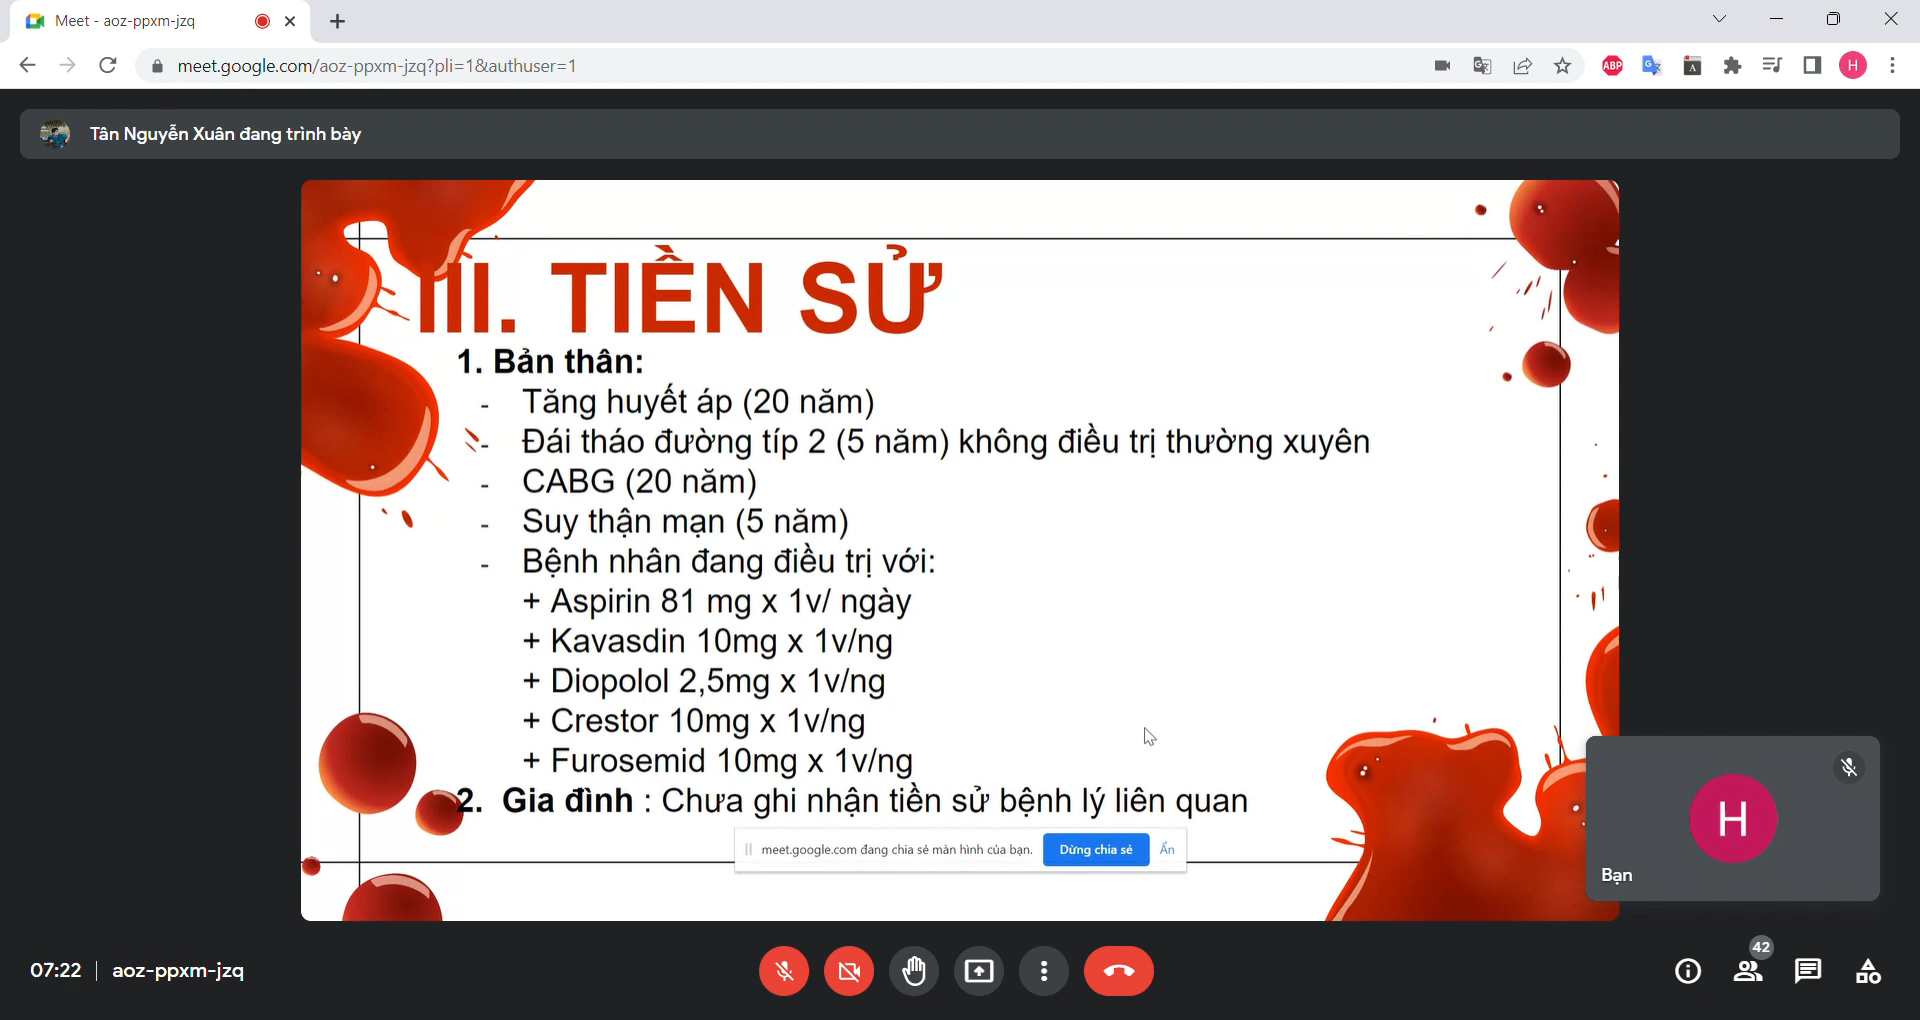 Meet - aoz-ppxm-jzq
meet.google.com/aoz-ppxm-jzq?pli=1&authuser=1
ABP
G
A
H
Tân Nguyễn Xuân đang trình bày
III. TIỀN SỬ
1. Bản thân:
- Tăng huyết áp (20 năm)
- Đái tháo đường típ 2 (5 năm) không điều trị thường xuyên
- CABG (20 năm)
- Suy thận mạn (5 năm)
- Bệnh nhân đang điều trị với:
+ Aspirin 81 mg x 1v/ ngày
+ Kavasdin 10mg x 1v/ng
+ Diopolol 2,5mg x 1v/ng
+ Crestor 10mg x 1v/ng
+ Furosemid 10mg x 1v/ng
2. Gia đình : Chưa ghi nhận tiền sử bệnh lý liên quan
meet.google.com đang chia sẻ màn hình của bạn. Dừng chia sẻ Ẩn
H
Bạn
07:22 | aoz-ppxm-jzq
42